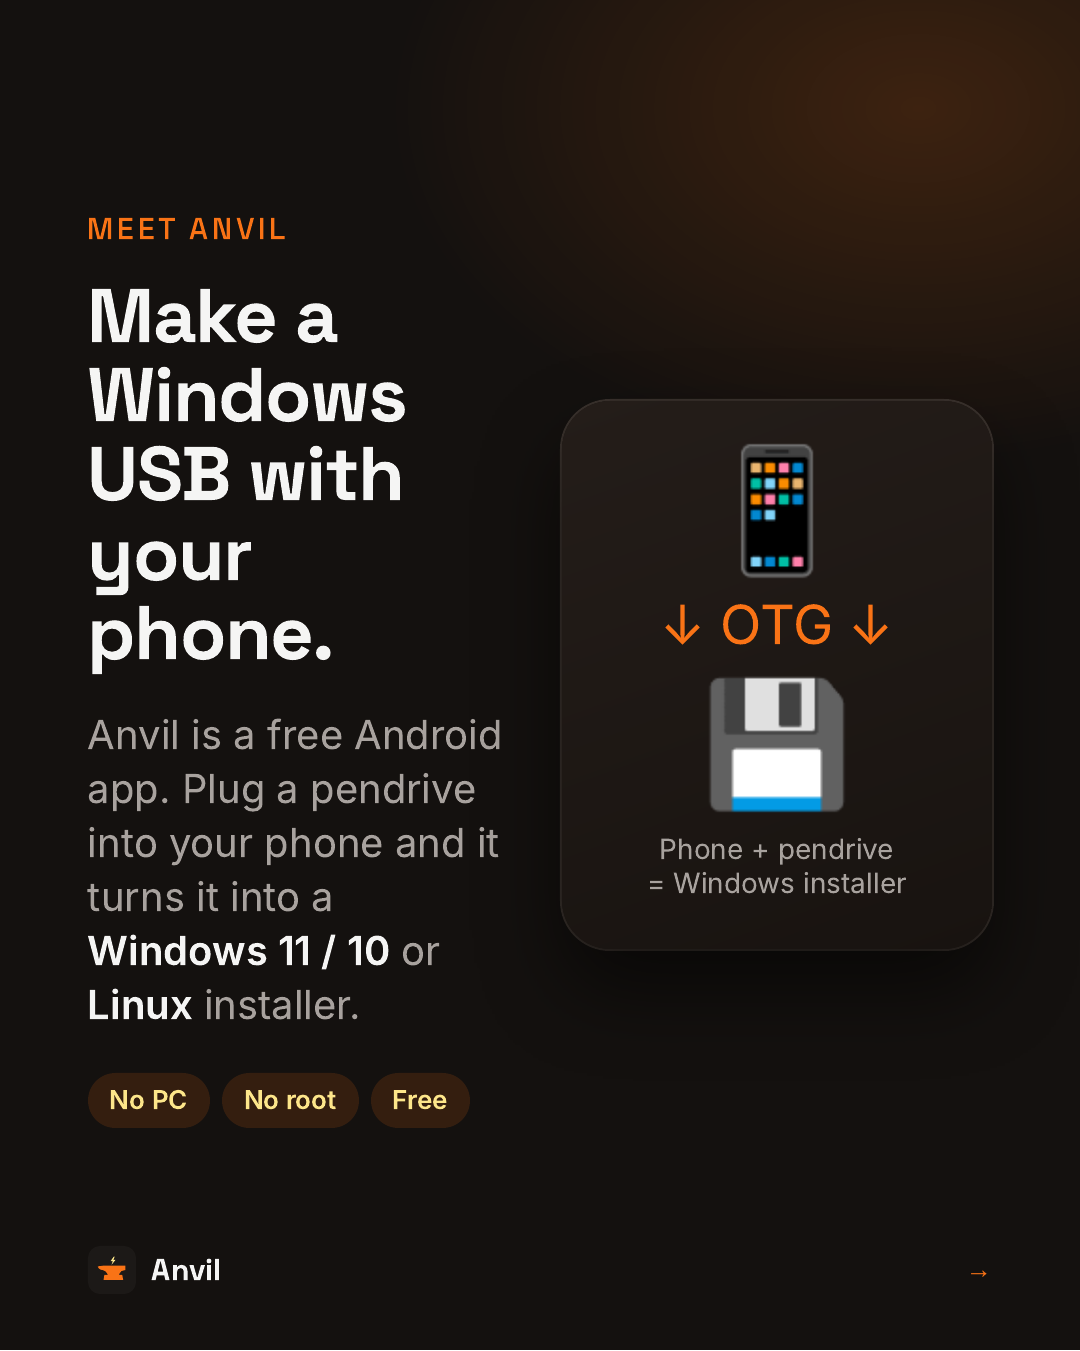 MEET ANVIL
Make a
Windows
USB with
your
phone.
Anvil is a free Android
app. Plug a pendrive
into your phone and it
turns it into a
Windows 11 / 10 or
Linux installer.
No PC No root Free
↓ OTG ↓
Phone + pendrive
= Windows installer
Anvil
→